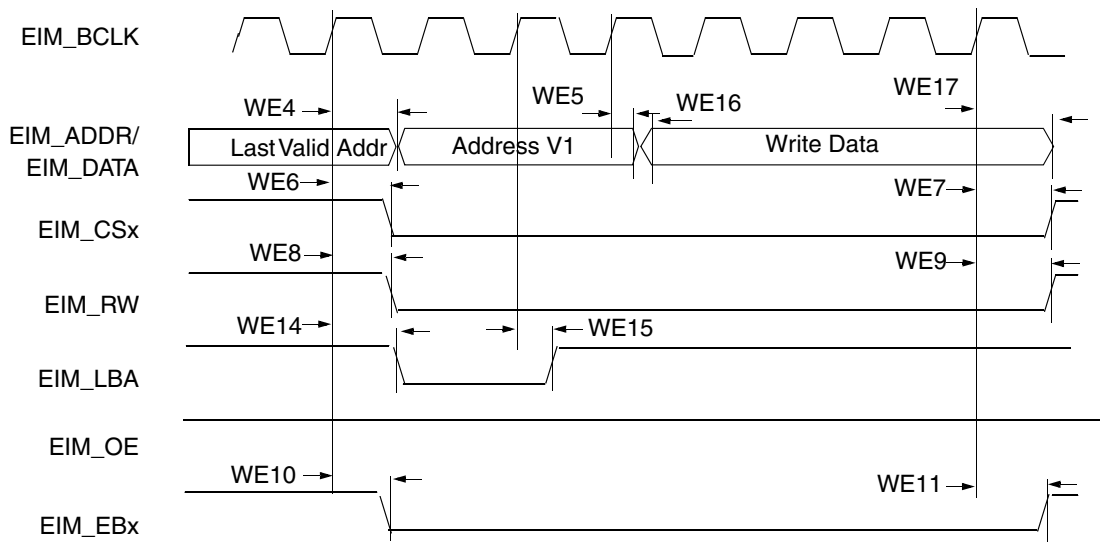 EIM_BCLK
WE4
WE5
WE16
WE17
EIM_ADDR/
EIM_DATA
Last Valid Addr
Address V1
Write Data
WE6
WE7
EIM_CSx
WE8
WE9
EIM_RW
WE14
WE15
EIM_LBA
EIM_OE
WE10
WE11
EIM_EBx